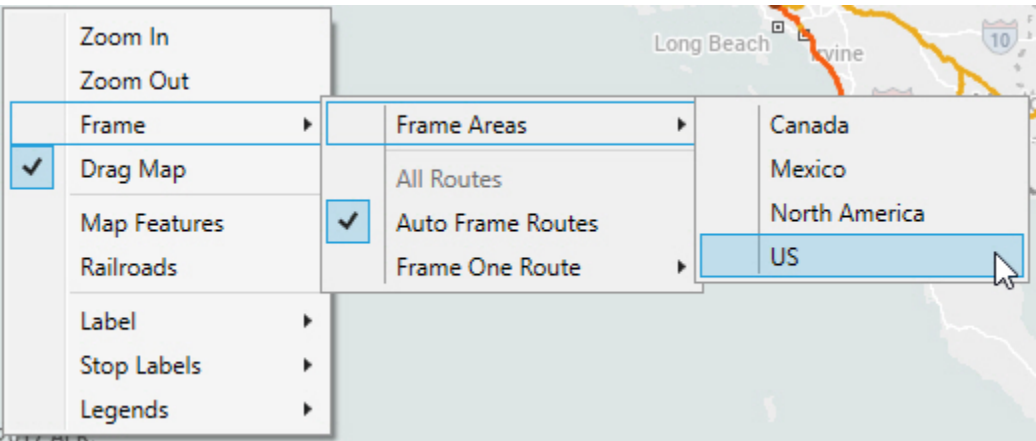 Zoom In
Zoom Out
Frame
Drag Map
Map Features
Railroads
Label
Stop Labels
Legends
Frame Areas
All Routes
Auto Frame Routes
Frame One Route
Canada
Mexico
North America
US
Long Beach
Irvine
10